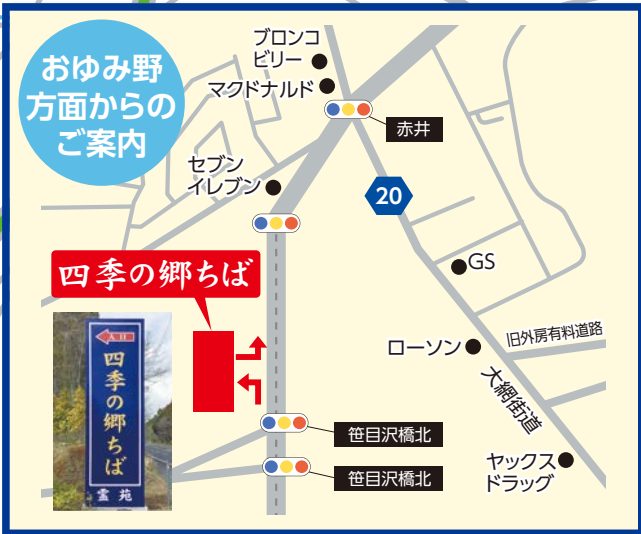 おゆみ野
方面からの
ご案内
ブロンコ
ビリー
マクドナルド
赤井
セブン
イレブン
20
四季の郷ちば
GS
ローソン
旧外房有料道路
大網街道
入口
四季の郷ちば
霊苑
笹目沢橋北
笹目沢橋北
ヤックス
ドラッグ